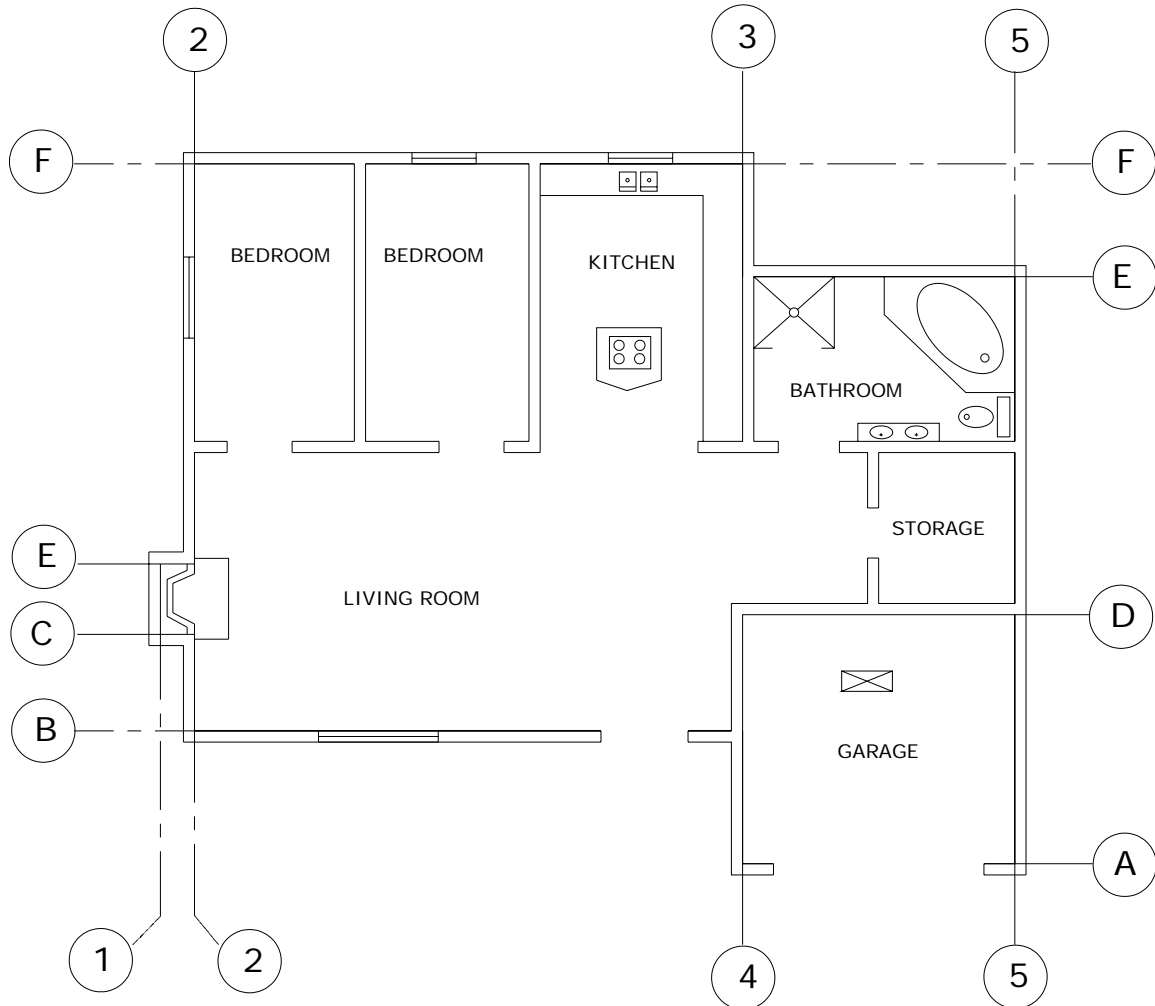 2
3
5
F
F
BEDROOM
BEDROOM
KITCHEN
E
BATHROOM
STORAGE
E
LIVING ROOM
D
C
B
GARAGE
A
1
2
4
5